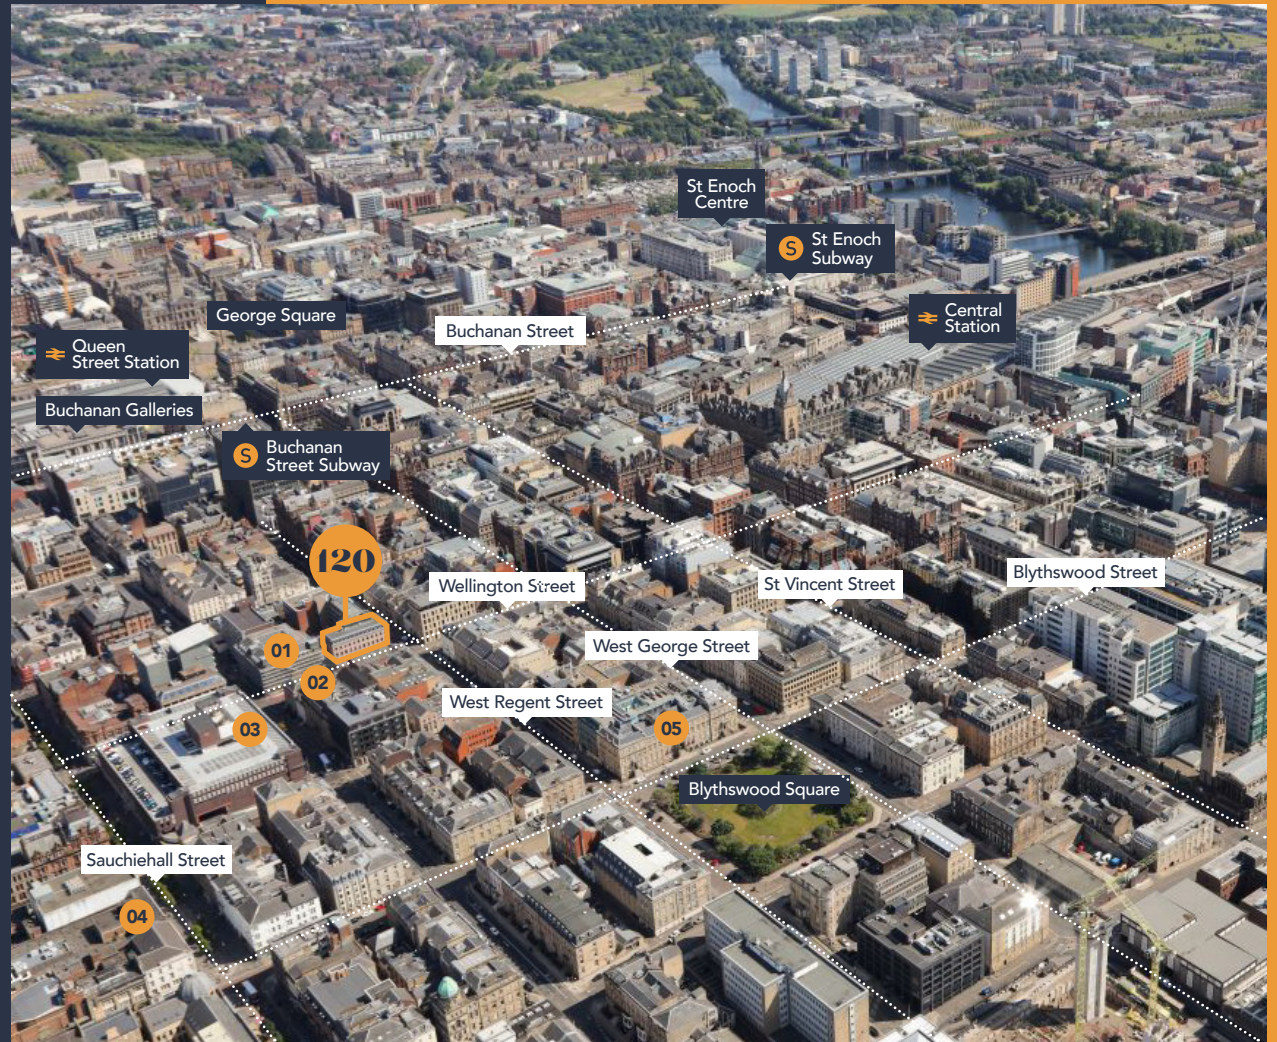 St Enoch
Centre
S
St Enoch
Subway
George Square
Buchanan Street
Central
Station
Queen
Street Station
Buchanan Galleries
S
Buchanan
Street Subway
120
Wellington Street
St Vincent Street
Blythswood Street
01
West George Street
02
West Regent Street
03
05
Blythswood Square
Sauchiehall Street
04